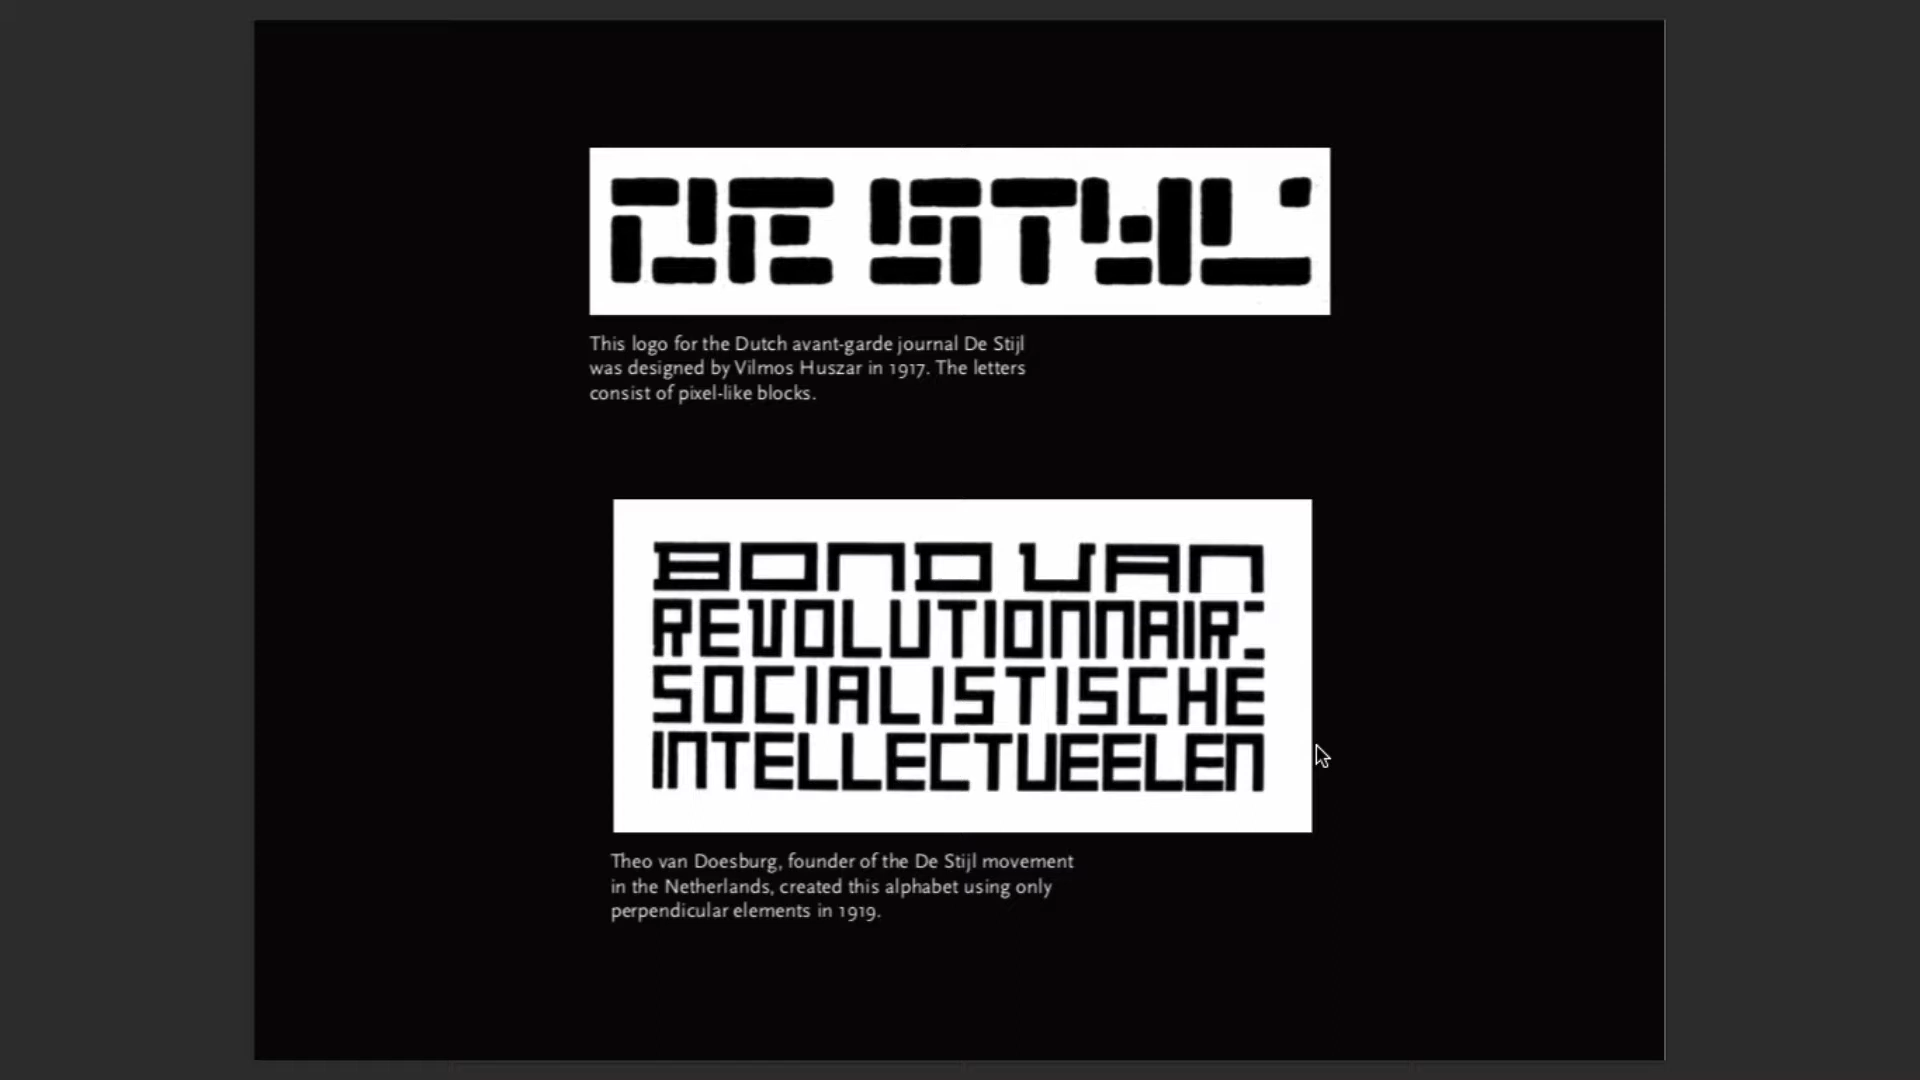 DE STYL
This logo for the Dutch avant-garde journal De Stijl
was designed by Vilmos Huszar in 1917. The letters
consist of pixel-like blocks.
BOND VAN
REVOLUTIONNAIR:
SOCIALISTISCHE
INTELLECTUEELEN
Theo van Doesburg, founder of the De Stijl movement
in the Netherlands, created this alphabet using only
perpendicular elements in 1919.